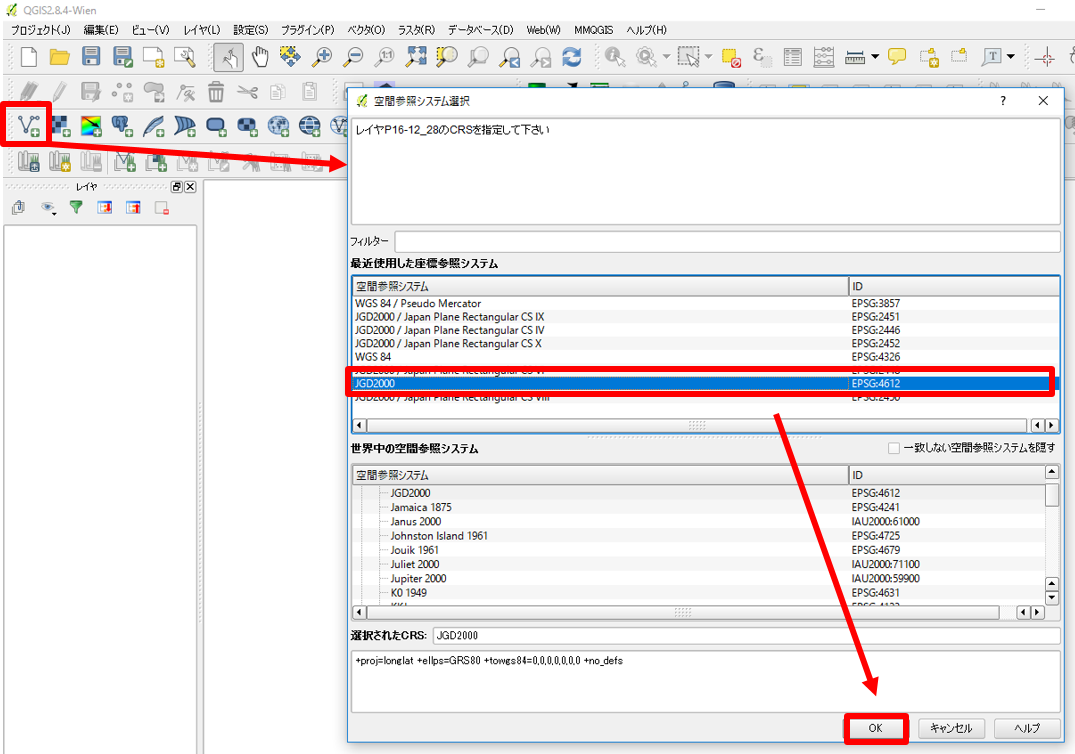 QGIS2.8.4-Wien
プロジェクト(J) 編集(E) ビュー(V) レイヤ(L) 設定(S) プラグイン(P) ベクタ(O) ラスタ(R) データベース(D) Web(W) MMQGIS ヘルプ(H)
空間参照システム選択
レイヤP16-12_28のCRSを指定して下さい
レイヤ
フィルター
最近使用した座標参照システム
空間参照システム ID
WGS 84 / Pseudo Mercator EPSG:3857
JGD2000 / Japan Plane Rectangular CS IX EPSG:2451
JGD2000 / Japan Plane Rectangular CS IV EPSG:2446
JGD2000 / Japan Plane Rectangular CS X EPSG:2452
WGS 84 EPSG:4326
JGD2000 / Japan Plane Rectangular CS VI EPSG:2448
JGD2000 EPSG:4612
JGD2000 / Japan Plane Rectangular CS VIII EPSG:2450
世界中の空間参照システム
一致しない空間参照システムを隠す
空間参照システム ID
JGD2000 EPSG:4612
Jamaica 1875 EPSG:4241
Janus 2000 IAU2000:61000
Johnston Island 1961 EPSG:4725
Jouik 1961 EPSG:4679
Juliet 2000 IAU2000:71100
Jupiter 2000 IAU2000:59900
K0 1949 EPSG:4631
選択されたCRS: JGD2000
+proj=longlat +ellps=GRS80 +towgs84=0,0,0,0,0,0,0 +no_defs
OK キャンセル ヘルプ